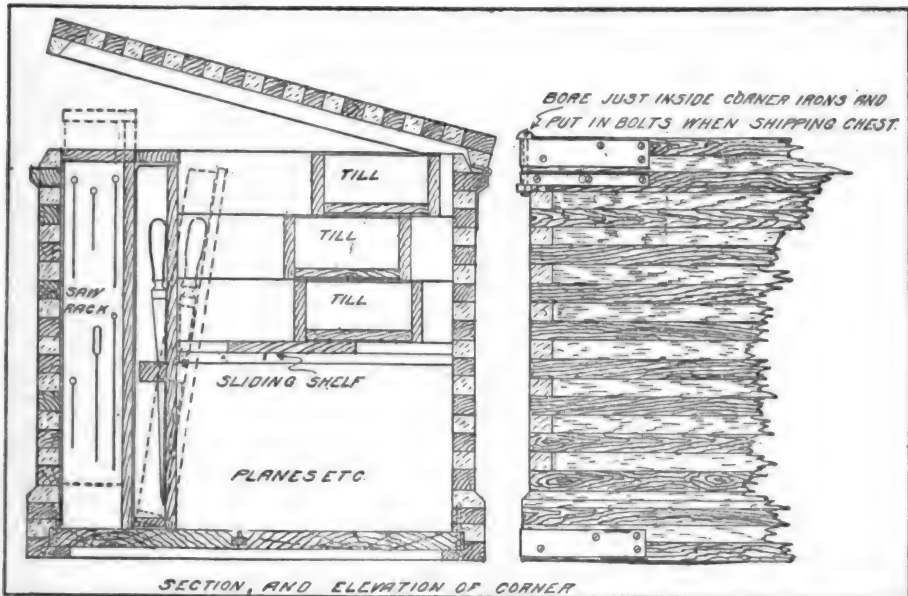 BORE JUST INSIDE CORNER IRONS AND
PUT IN BOLTS WHEN SHIPPING CHEST.
TILL
TILL
TILL
SAW
RACK
SLIDING SHELF
PLANES ETC.
SECTION, AND ELEVATION OF CORNER